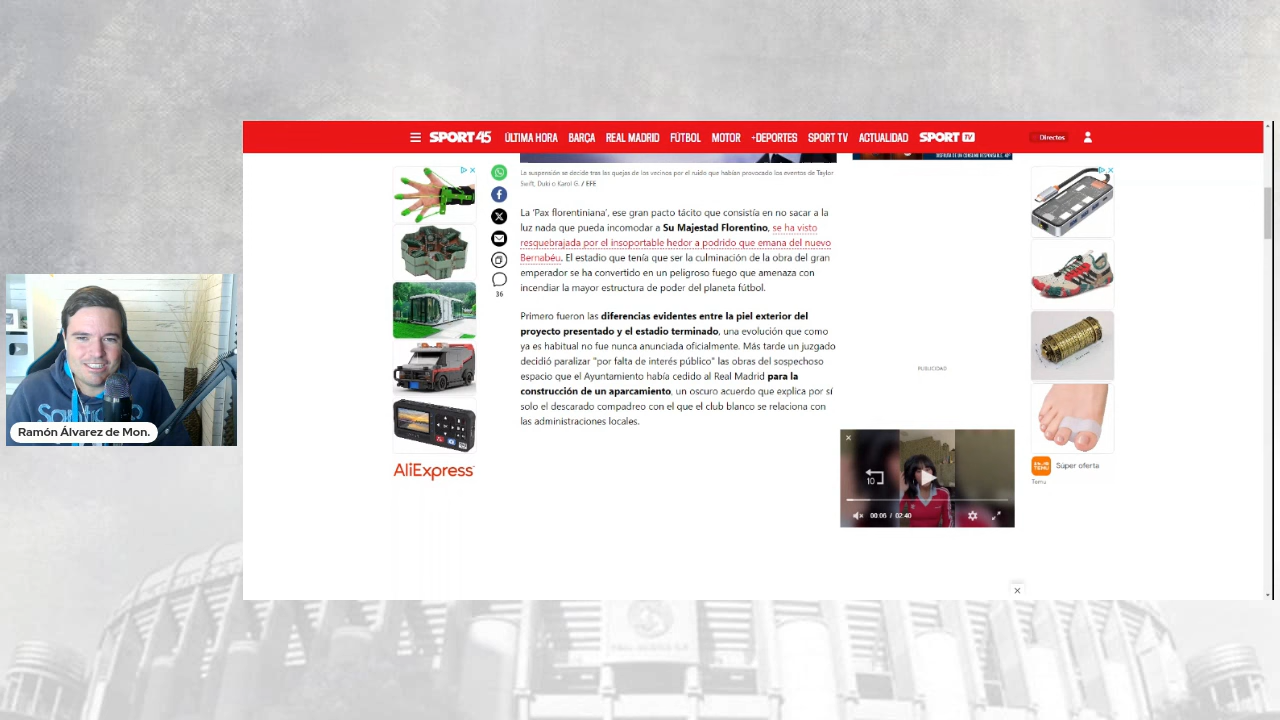 SPORT 45 ÚLTIMA HORA BARÇA REAL MADRID FÚTBOL MOTOR +DEPORTES SPORT TV ACTUALIDAD SPORT TV Directos
La suspensión se decide tras las quejas de los vecinos por el ruido que habían provocado los eventos de Taylor
Swift, Duki o Karol G. / EFE
La 'Pax florentiniana', ese gran pacto tácito que consistía en no sacar a la
luz nada que pueda incomodar a Su Majestad Florentino, se ha visto
resquebrajada por el insoportable hedor a podrido que emana del nuevo
Bernabéu. El estadio que tenía que ser la culminación de la obra del gran
emperador se ha convertido en un peligroso fuego que amenaza con
incendiar la mayor estructura de poder del planeta fútbol.
36
Primero fueron las diferencias evidentes entre la piel exterior del
proyecto presentado y el estadio terminado, una evolución que como
ya es habitual no fue nunca anunciada oficialmente. Más tarde un juzgado
decidió paralizar "por falta de interés público" las obras del sospechoso
espacio que el Ayuntamiento había cedido al Real Madrid para la
construcción de un aparcamiento, un oscuro acuerdo que explica por sí
solo el descarado compadreo con el que el club blanco se relaciona con
las administraciones locales.
PUBLICIDAD
Ramón Álvarez de Mon.
AliExpress
10
00:06 / 02:40
Súper oferta
Temu